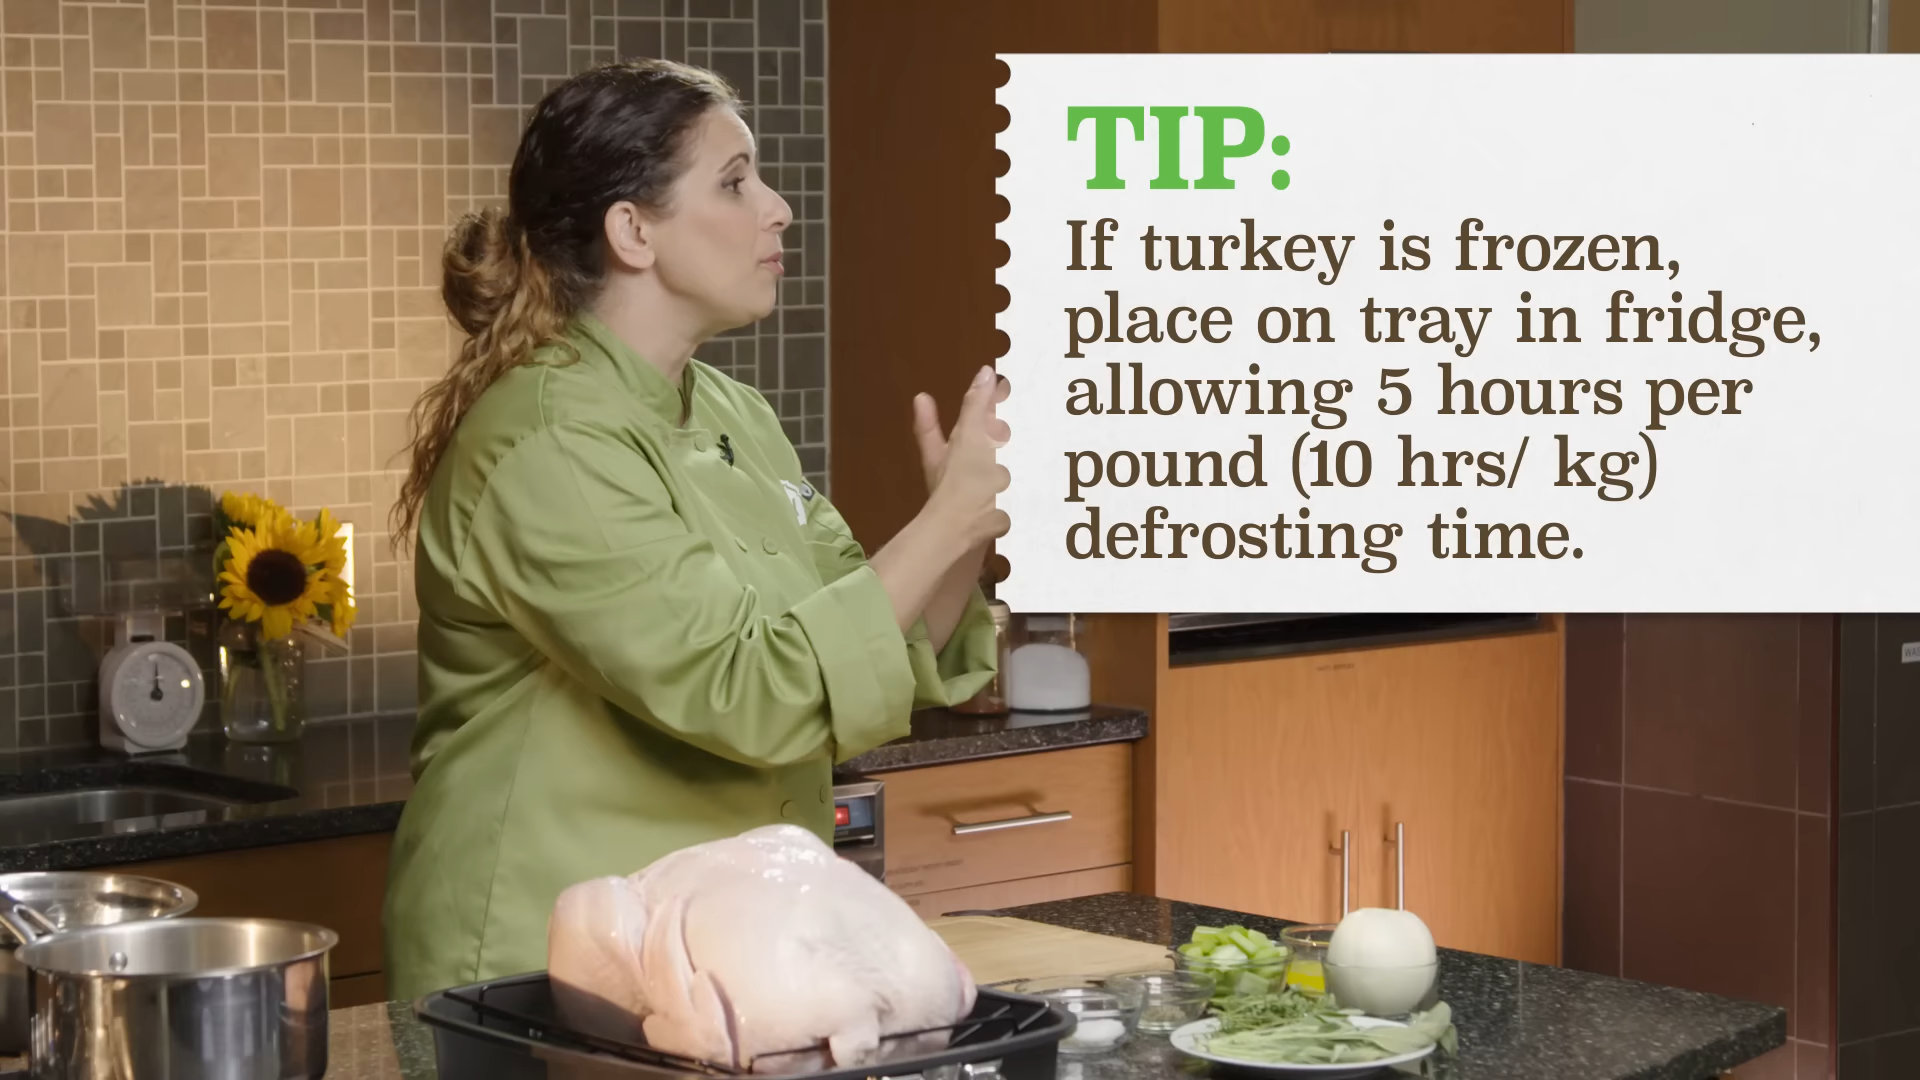 TIP:
If turkey is frozen,
place on tray in fridge,
allowing 5 hours per
pound (10 hrs/ kg)
defrosting time.